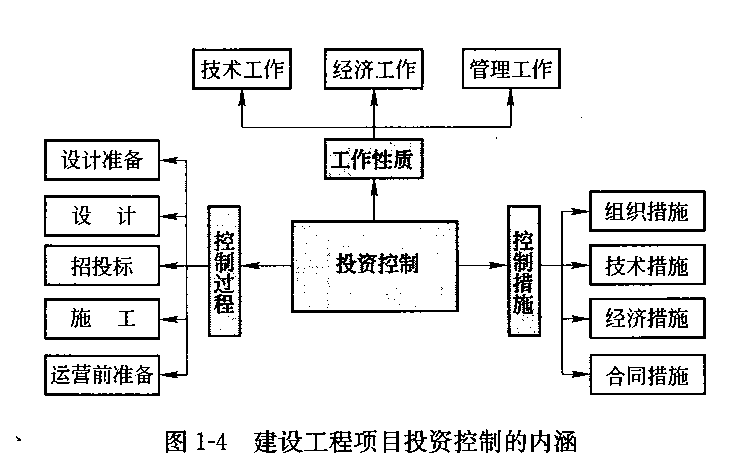 技术工作
经济工作
管理工作
工作性质
设计准备
设 计
招投标
施 工
运营前准备
控制过程
投资控制
控制措施
组织措施
技术措施
经济措施
合同措施
图 1-4 建设工程项目投资控制的内涵